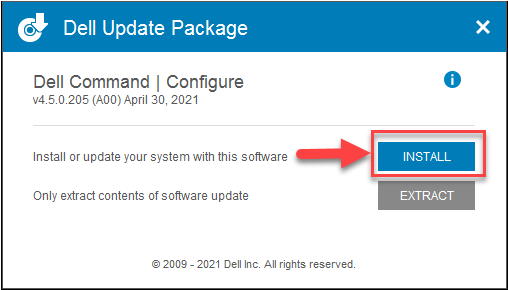 Dell Update Package
Dell Command | Configure
v4.5.0.205 (A00) April 30, 2021
Install or update your system with this software
INSTALL
Only extract contents of software update
EXTRACT
© 2009 - 2021 Dell Inc. All rights reserved.